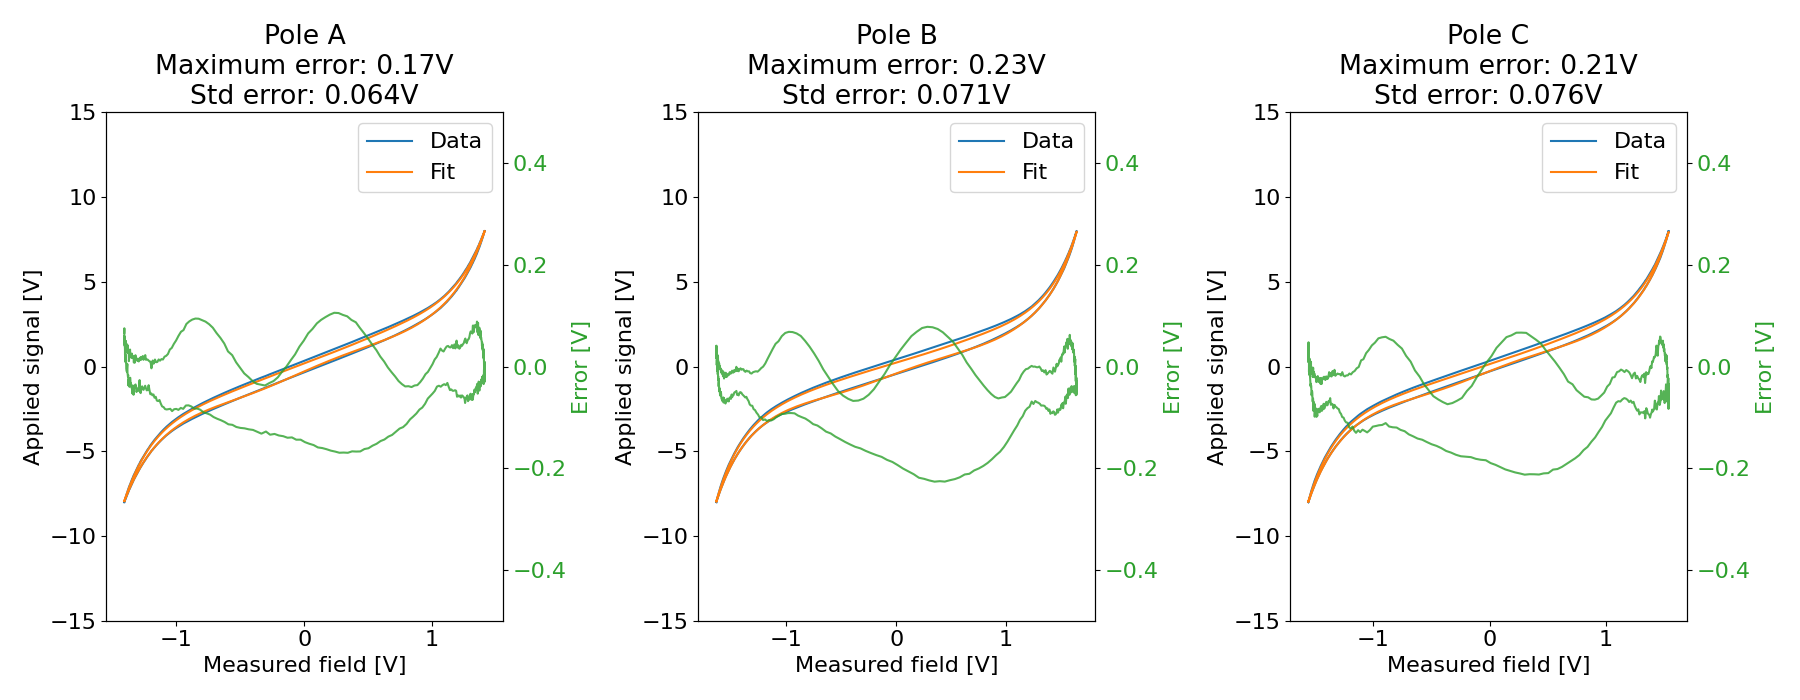 Pole A
Maximum error: 0.17V
Std error: 0.064V
15
10
5
0
−5
−10
−15
Applied signal [V]
Data
Fit
0.4
0.2
0.0
−0.2
−0.4
Error [V]
−1
0
1
Measured field [V]
Pole B
Maximum error: 0.23V
Std error: 0.071V
15
10
5
0
−5
−10
−15
Applied signal [V]
Data
Fit
0.4
0.2
0.0
−0.2
−0.4
Error [V]
−1
0
1
Measured field [V]
Pole C
Maximum error: 0.21V
Std error: 0.076V
15
10
5
0
−5
−10
−15
Applied signal [V]
Data
Fit
0.4
0.2
0.0
−0.2
−0.4
Error [V]
−1
0
1
Measured field [V]